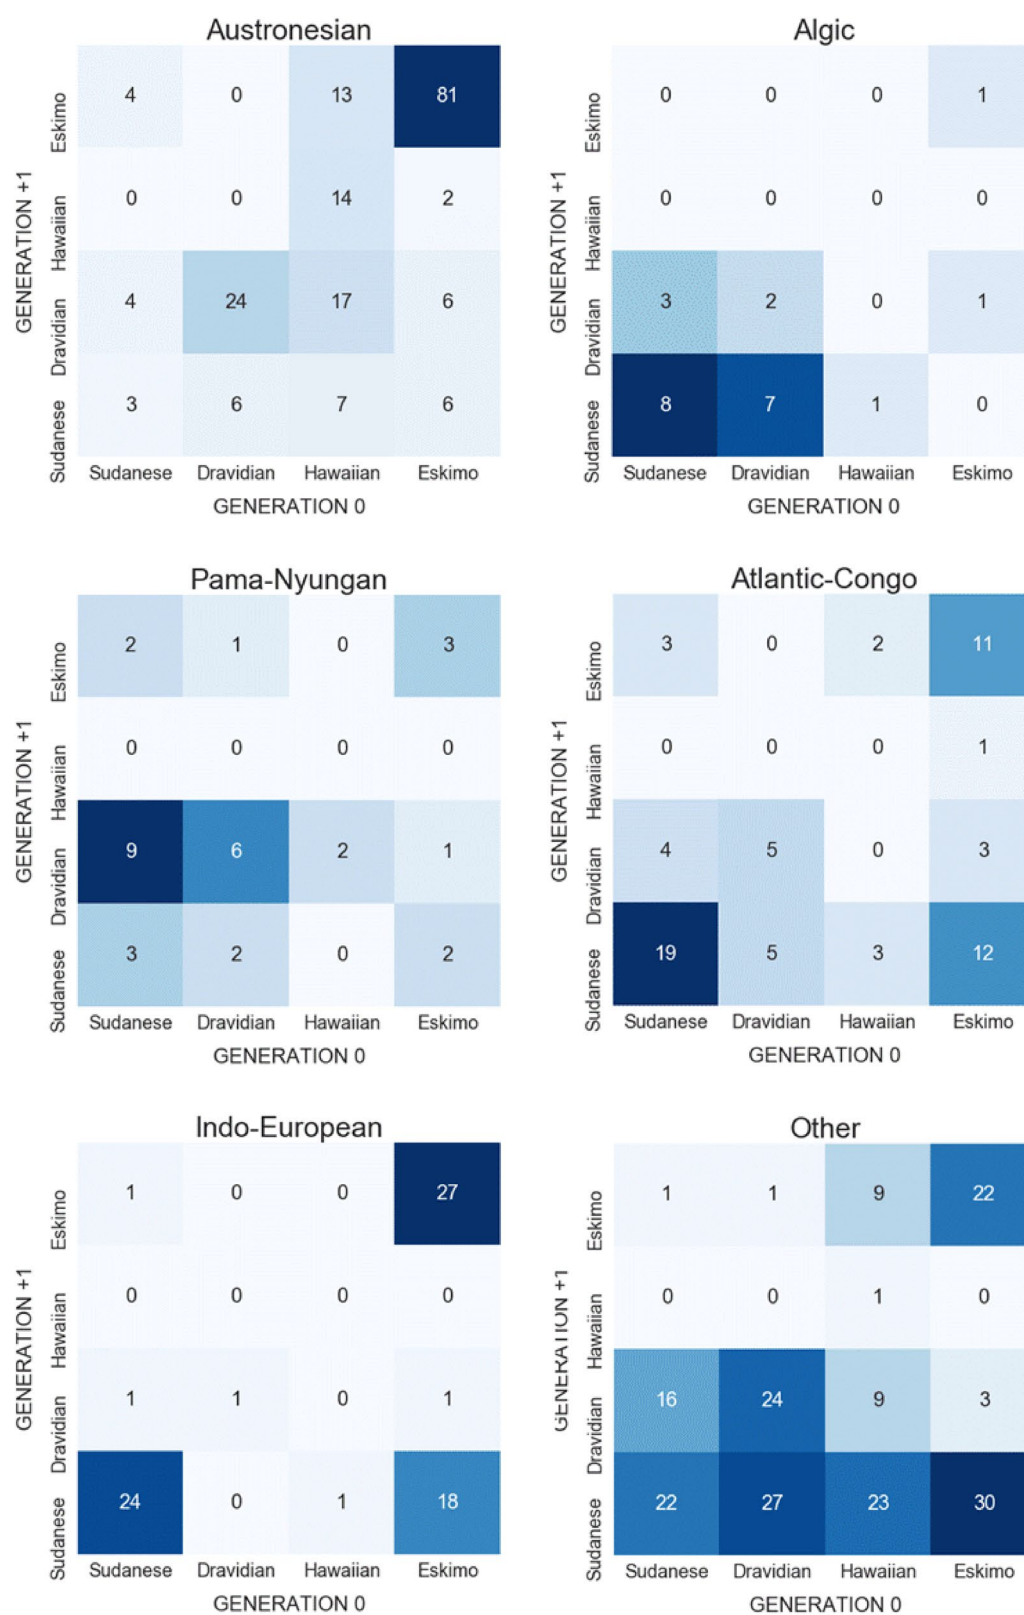 Austronesian
GENERATION +1
Eskimo
4 0 13 81
Hawaiian
0 0 14 2
Dravidian
4 24 17 6
Sudanese
3 6 7 6
Sudanese Dravidian Hawaiian Eskimo
GENERATION 0
Algic
GENERATION +1
Eskimo
0 0 0 1
Hawaiian
0 0 0 0
Dravidian
3 2 0 1
Sudanese
8 7 1 0
Sudanese Dravidian Hawaiian Eskimo
GENERATION 0
Pama-Nyungan
GENERATION +1
Eskimo
2 1 0 3
Hawaiian
0 0 0 0
Dravidian
9 6 2 1
Sudanese
3 2 0 2
Sudanese Dravidian Hawaiian Eskimo
GENERATION 0
Atlantic-Congo
GENERATION +1
Eskimo
3 0 2 11
Hawaiian
0 0 0 1
Dravidian
4 5 0 3
Sudanese
19 5 3 12
Sudanese Dravidian Hawaiian Eskimo
GENERATION 0
Indo-European
GENERATION +1
Eskimo
1 0 0 27
Hawaiian
0 0 0 0
Dravidian
1 1 0 1
Sudanese
24 0 1 18
Sudanese Dravidian Hawaiian Eskimo
GENERATION 0
Other
GENERATION +1
Eskimo
1 1 9 22
Hawaiian
0 0 1 0
Dravidian
16 24 9 3
Sudanese
22 27 23 30
Sudanese Dravidian Hawaiian Eskimo
GENERATION 0